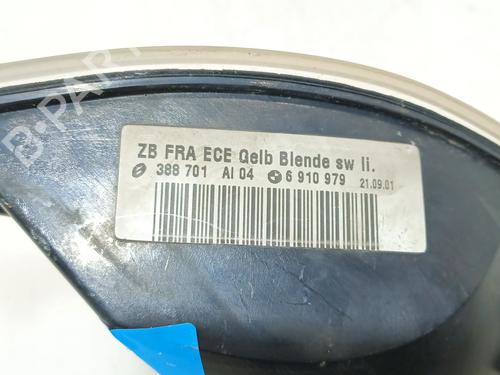 B-PARTS
ZB FRA ECE Gelb Blende sw li.
388 701 AI 04 6 910 979 21.09.01